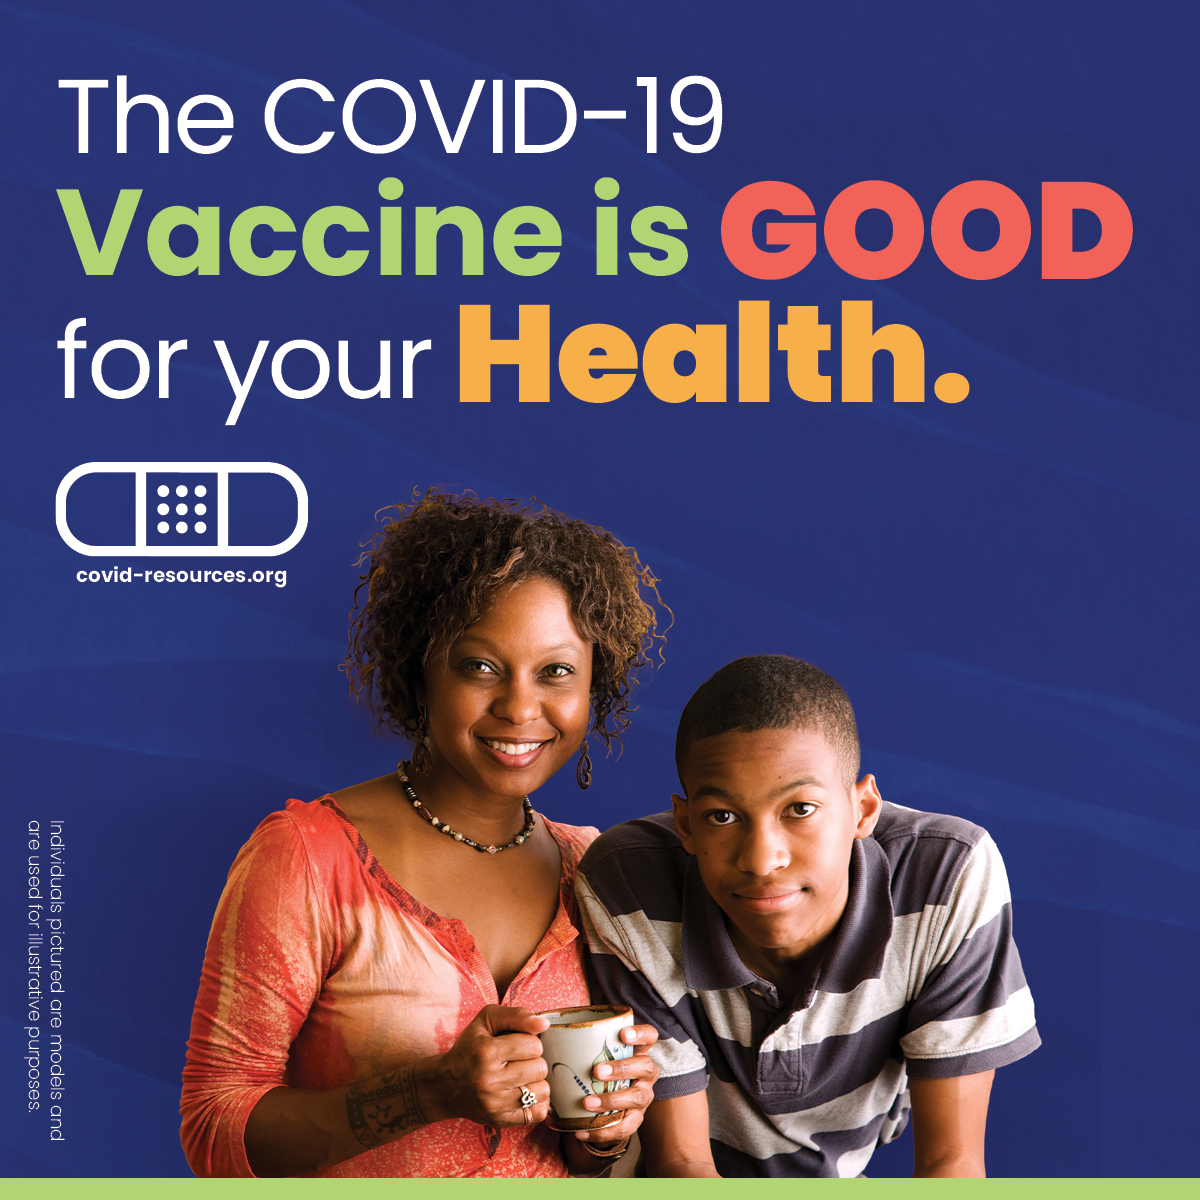 The COVID-19
Vaccine is GOOD
for your Health.
covid-resources.org
Individuals pictured are models and
are used for illustrative purposes.